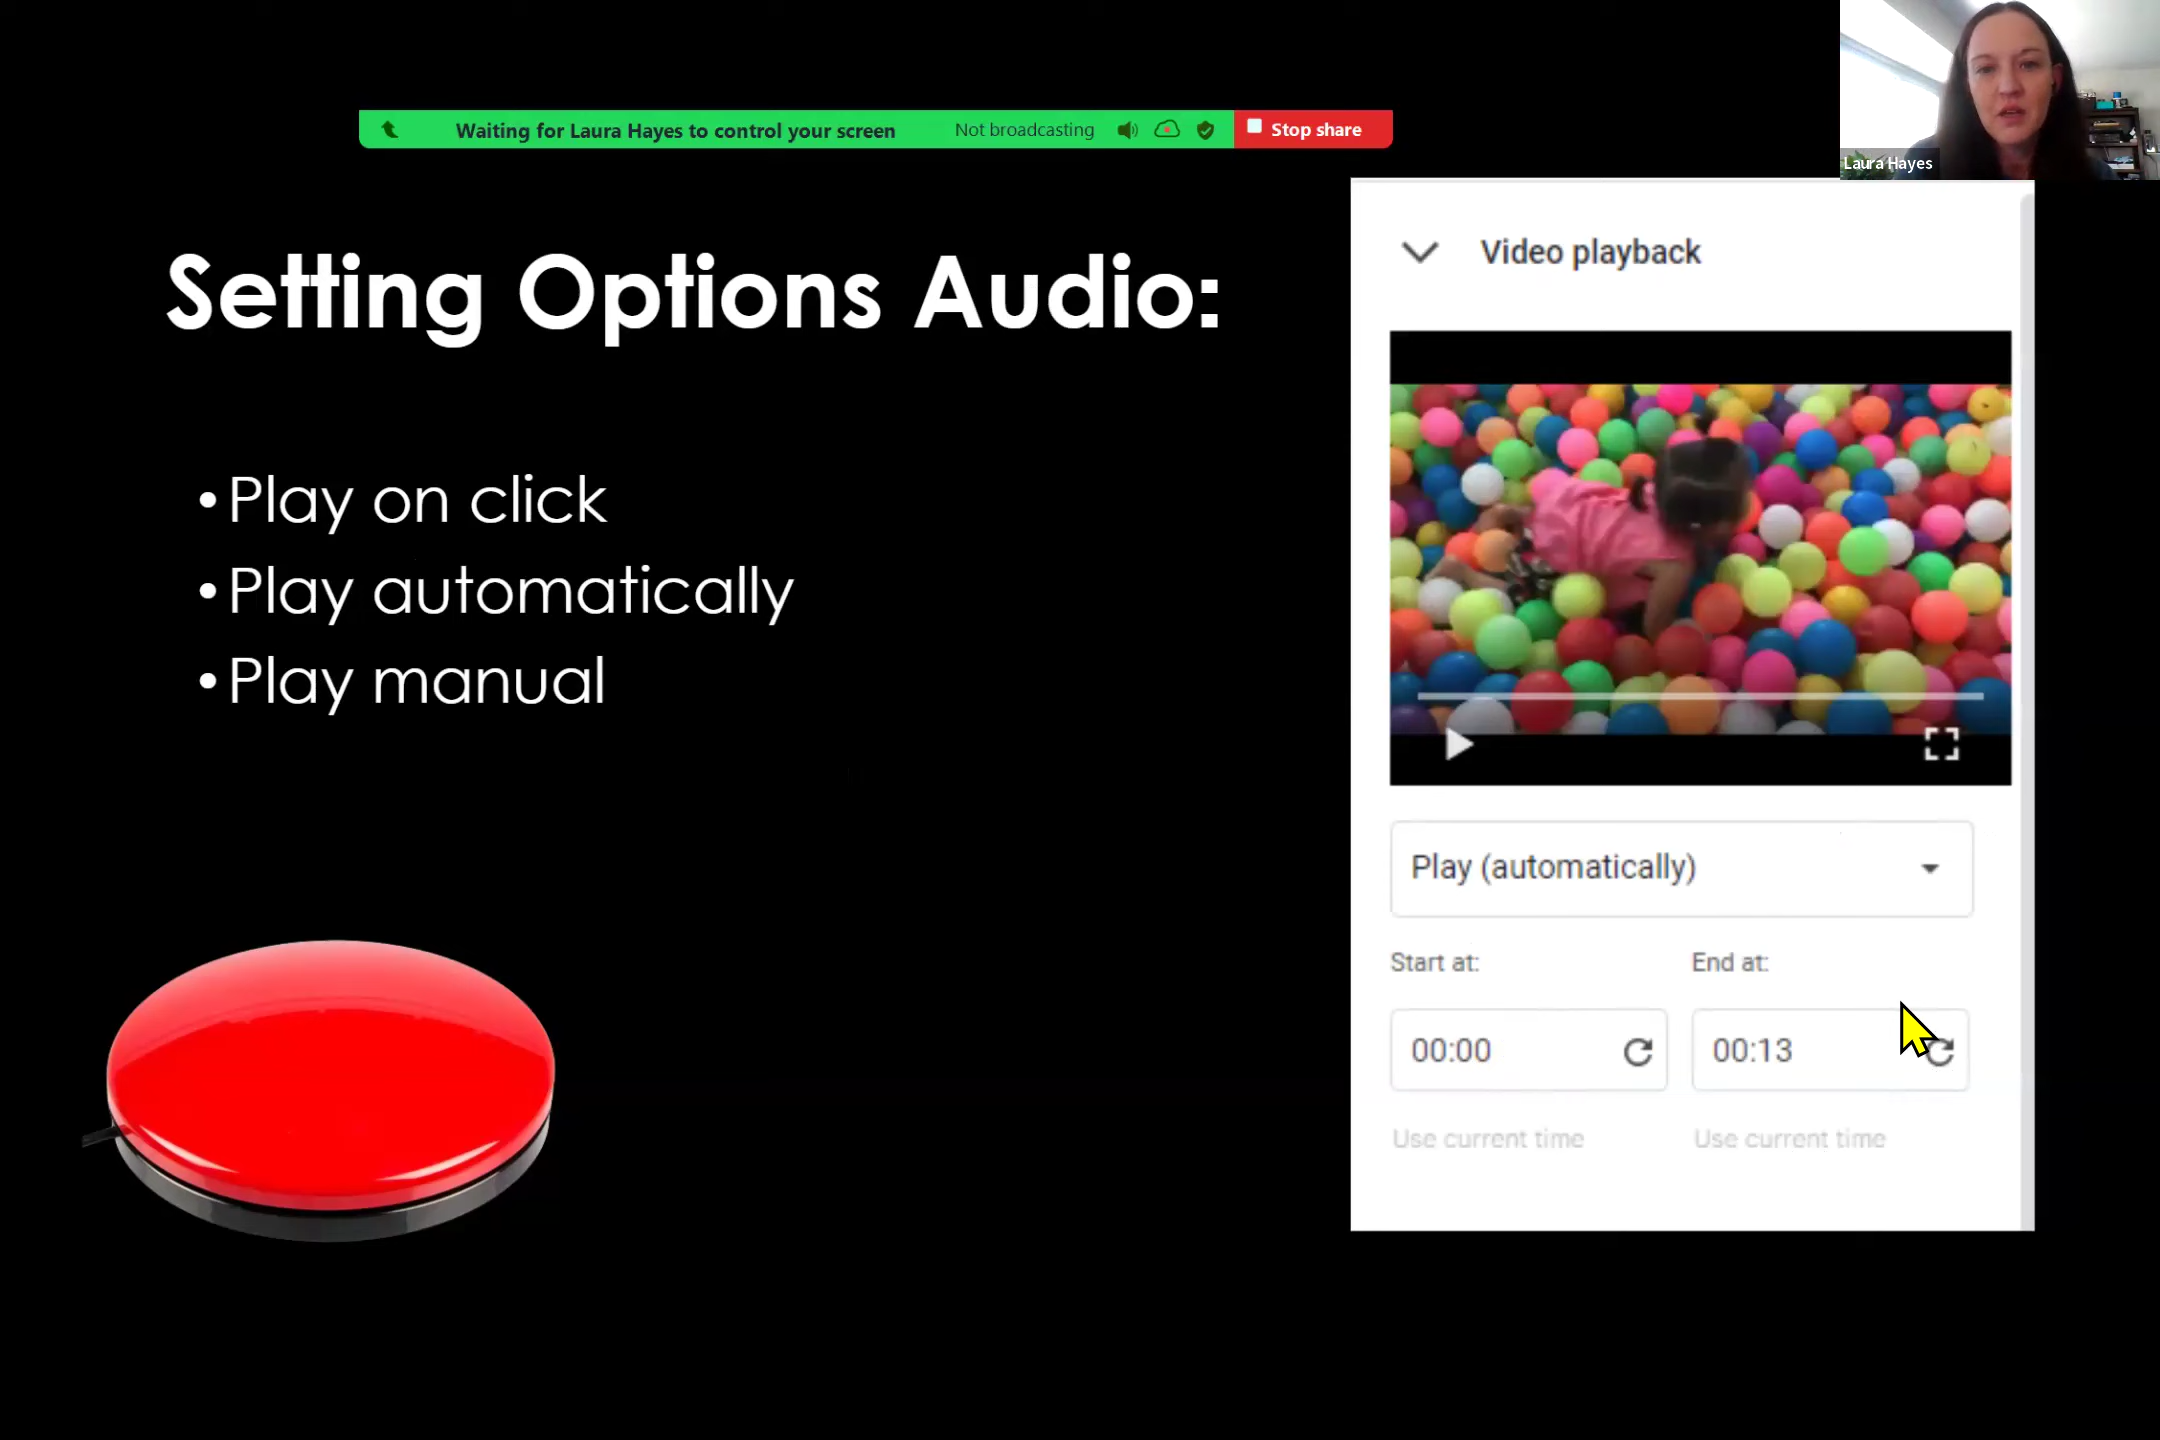 Waiting for Laura Hayes to control your screen
Not broadcasting
Stop share
Laura Hayes
Setting Options Audio:
•Play on click
•Play automatically
•Play manual
Video playback
Play (automatically)
Start at:
End at:
00:00
00:13
Use current time
Use current time